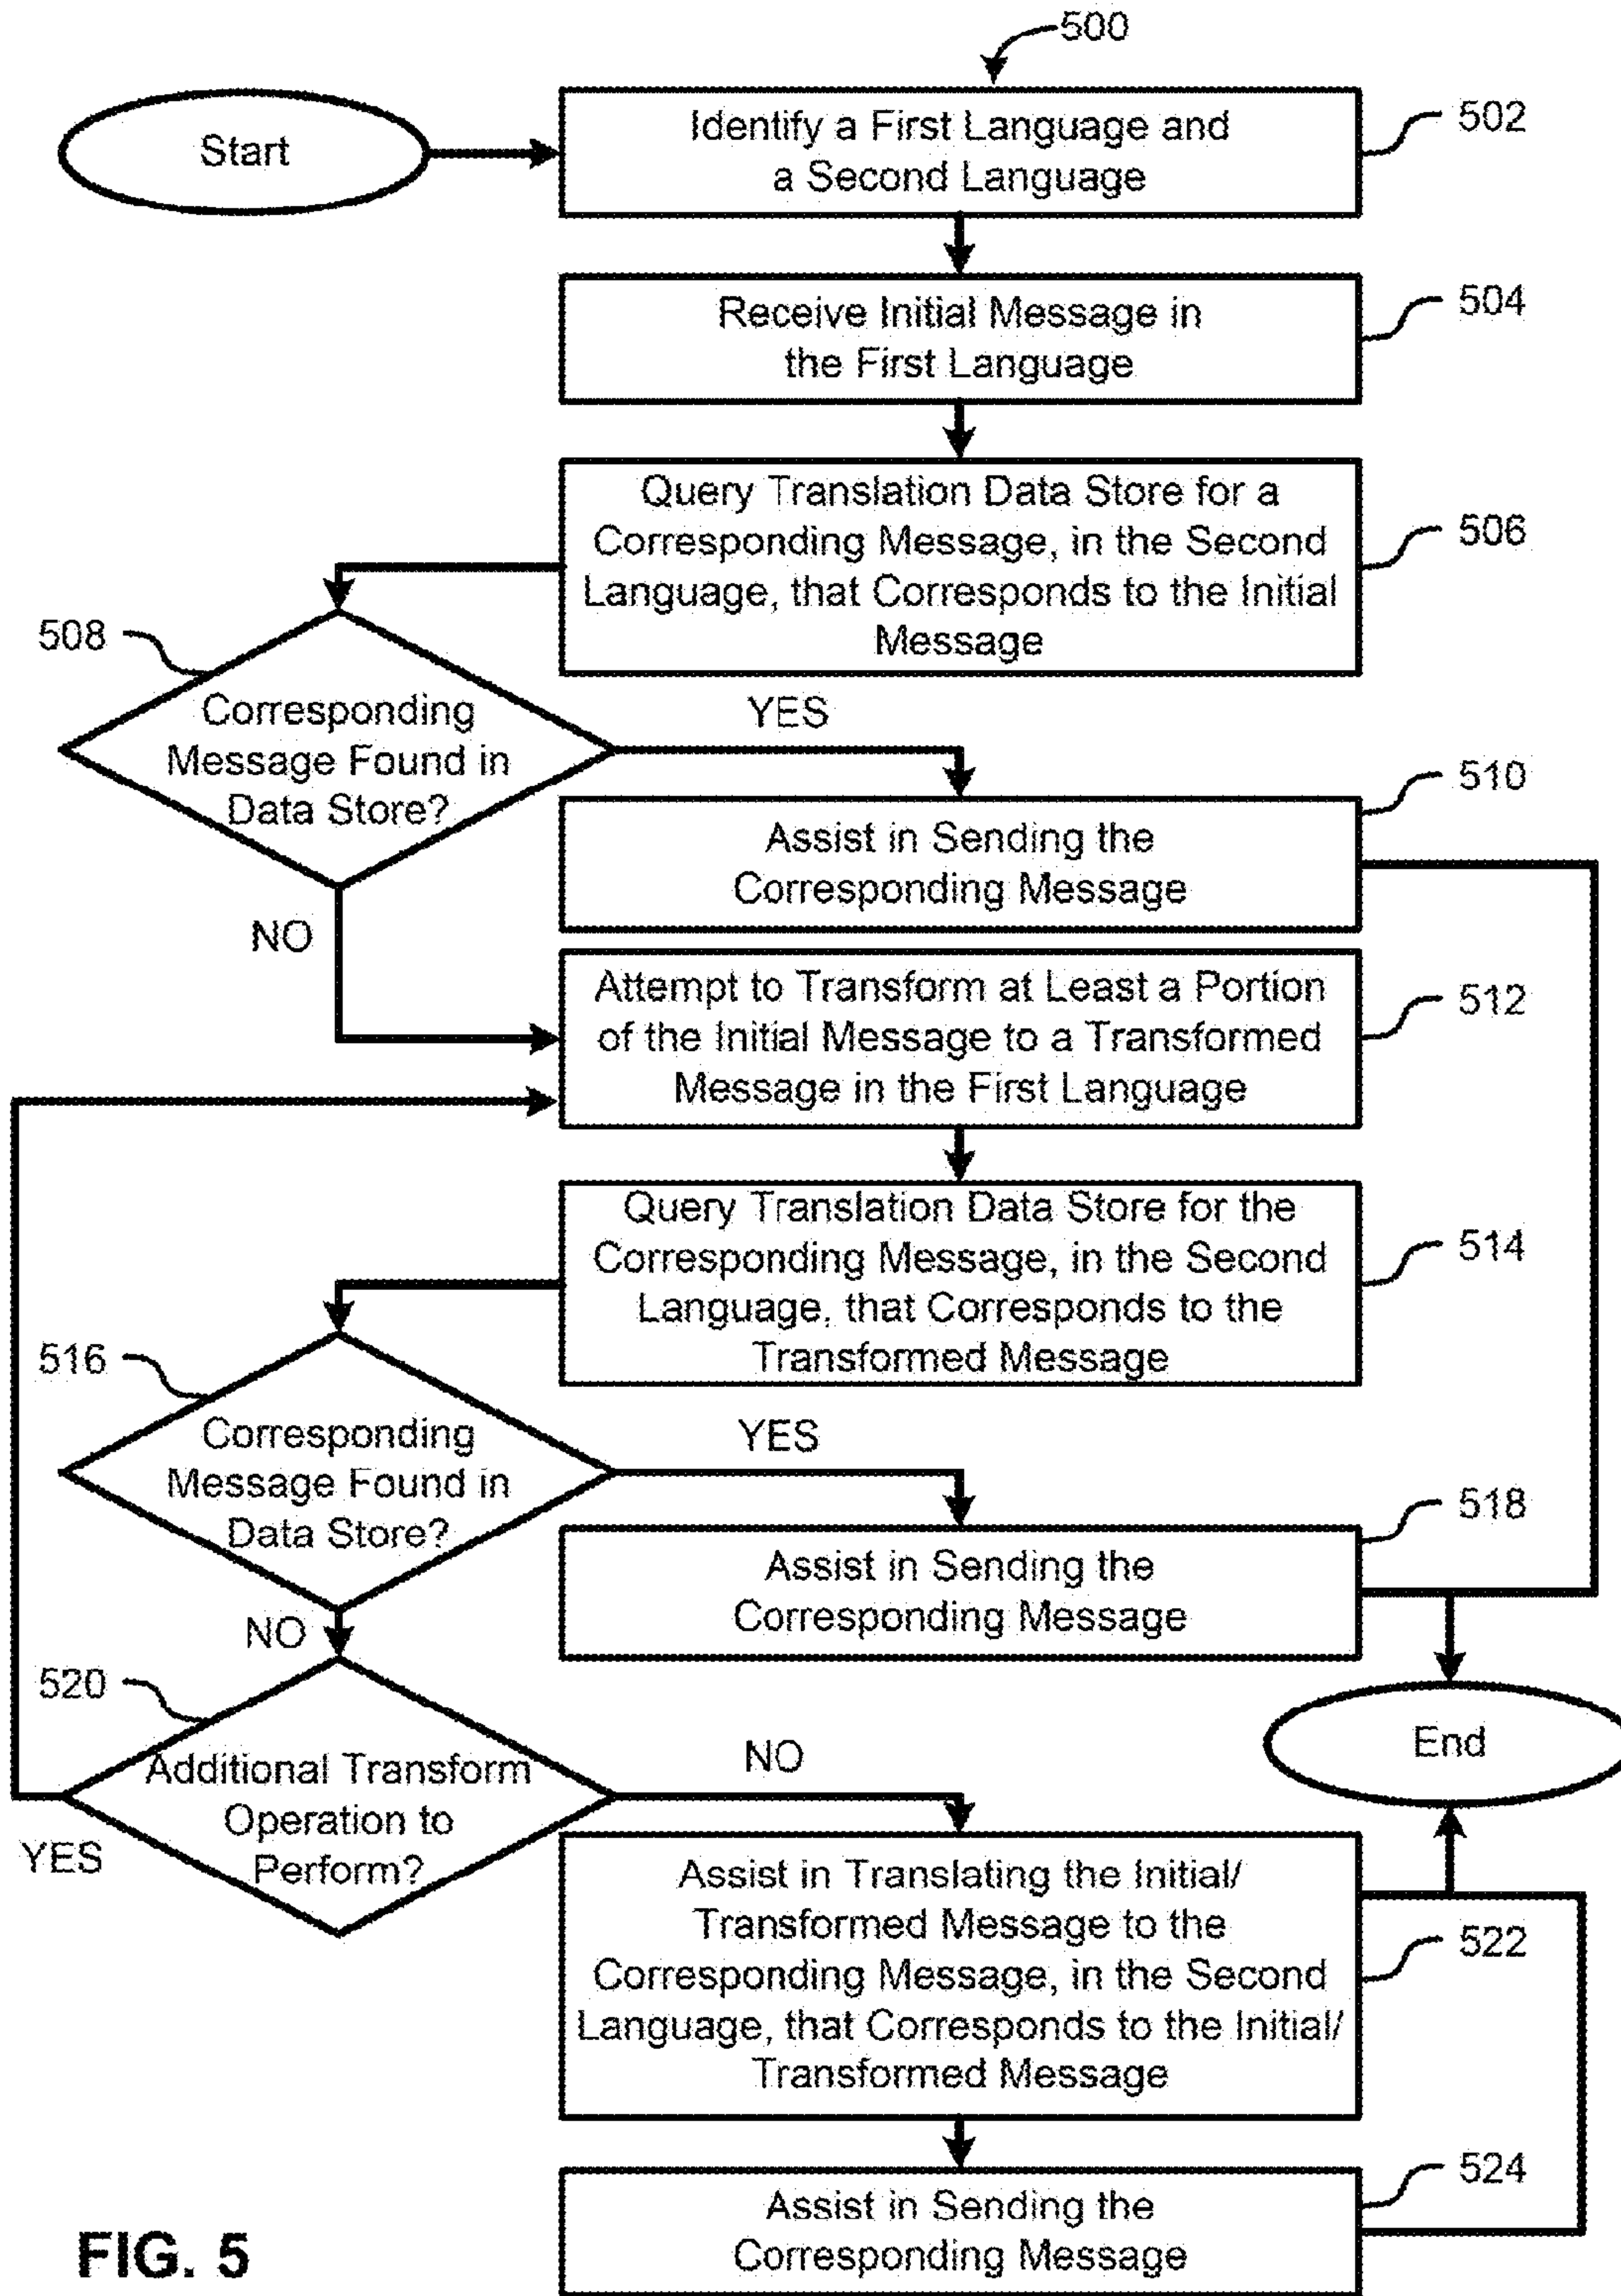 500
Start
Identify a First Language and
a Second Language
502
Receive Initial Message in
the First Language
504
Query Translation Data Store for a
Corresponding Message, in the Second
Language, that Corresponds to the Initial
Message
506
508
Corresponding
Message Found in
Data Store?
YES
NO
Assist in Sending the
Corresponding Message
510
Attempt to Transform at Least a Portion
of the Initial Message to a Transformed
Message in the First Language
512
Query Translation Data Store for the
Corresponding Message, in the Second
Language, that Corresponds to the
Transformed Message
514
516
Corresponding
Message Found in
Data Store?
YES
NO
Assist in Sending the
Corresponding Message
518
520
Additional Transform
Operation to
Perform?
YES
NO
End
Assist in Translating the Initial/
Transformed Message to the
Corresponding Message, in the Second
Language, that Corresponds to the Initial/
Transformed Message
522
Assist in Sending the
Corresponding Message
524
FIG. 5